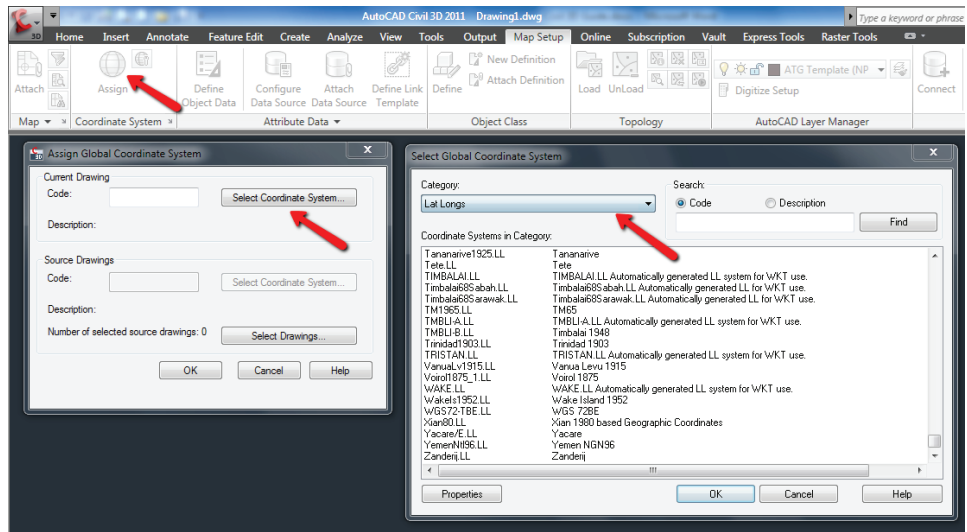 AutoCAD Civil 3D 2011 Drawing1.dwg
Type a keyword or phrase
3D Home Insert Annotate Feature Edit Create Analyze View Tools Output Map Setup Online Subscription Vault Express Tools Raster Tools
New Definition
Attach Definition
ATG Template (NP
Attach Assign Define Configure Attach Define Link Define Load UnLoad Digitize Setup Connect
Object Data Data Source Data Source Template
Map Coordinate System Attribute Data Object Class Topology AutoCAD Layer Manager
Assign Global Coordinate System
Current Drawing
Code: Select Coordinate System...
Description:
Source Drawings
Code: Select Coordinate System...
Description:
Number of selected source drawings: 0 Select Drawings...
OK Cancel Help
Select Global Coordinate System
Category: Search:
Lat Longs Code Description
Find
Coordinate Systems in Category:
Tananarive1925.LL Tananarive
Tete.LL Tete
TIMBALAI.LL TIMBALAI.LL Automatically generated LL system for WKT use.
Timbalai68Sabah.LL Timbalai68Sabah.LL Automatically generated LL for WKT use.
Timbalai68Sarawak.LL Timbalai68Sarawak.LL Automatically generated LL for WKT use.
TM1965.LL TM65
TMBLI-A.LL TMBLI-A.LL Automatically generated LL system for WKT use.
TMBLI-B.LL Timbalai 1948
Trinidad1903.LL Trinidad 1903
TRISTAN.LL TRISTAN.LL Automatically generated LL system for WKT use.
VanuaLv1915.LL Vanua Levu 1915
Voirol1875_1.LL Voirol 1875
WAKE.LL WAKE.LL Automatically generated LL system for WKT use.
WakeIs1952.LL Wake Island 1952
WGS72-TBE.LL WGS 72BE
Xian80.LL Xian 1980 based Geographic Coordinates
Yacare/E.LL Yacare
YemenNtl96.LL Yemen NGN96
Zanderij.LL Zanderij
Properties OK Cancel Help